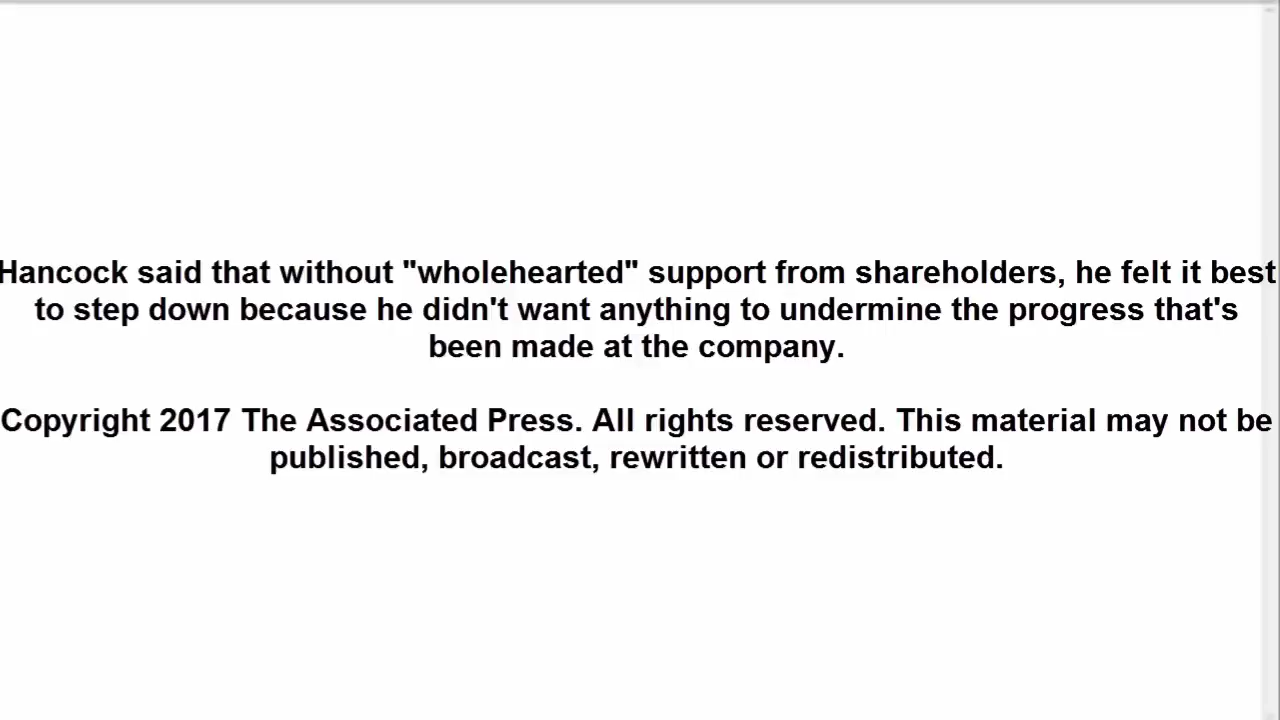 Hancock said that without "wholehearted" support from shareholders, he felt it best
to step down because he didn't want anything to undermine the progress that's
been made at the company.
Copyright 2017 The Associated Press. All rights reserved. This material may not be
published, broadcast, rewritten or redistributed.